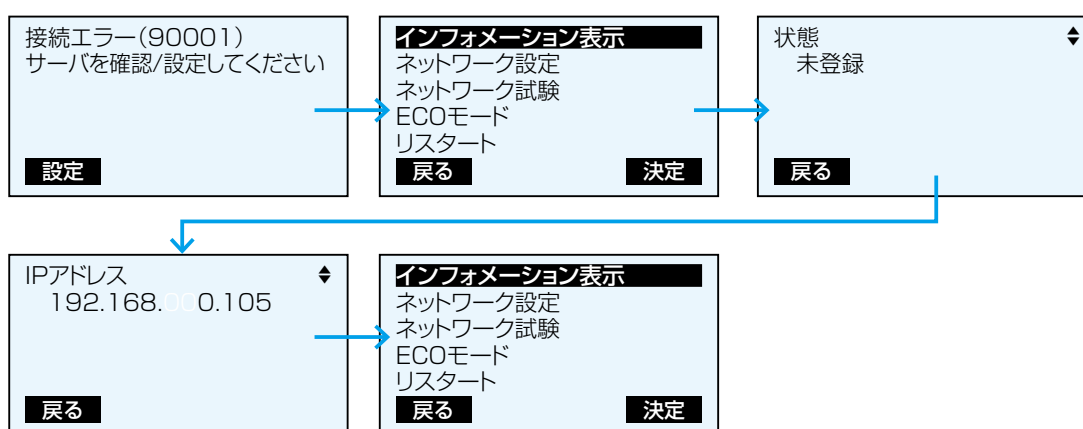 接続エラー(90001)
サーバを確認/設定してください
設定
インフォメーション表示
ネットワーク設定
ネットワーク試験
ECOモード
リスタート
戻る 決定
状態
未登録
戻る
IPアドレス
192.168.000.105
戻る
インフォメーション表示
ネットワーク設定
ネットワーク試験
ECOモード
リスタート
戻る 決定